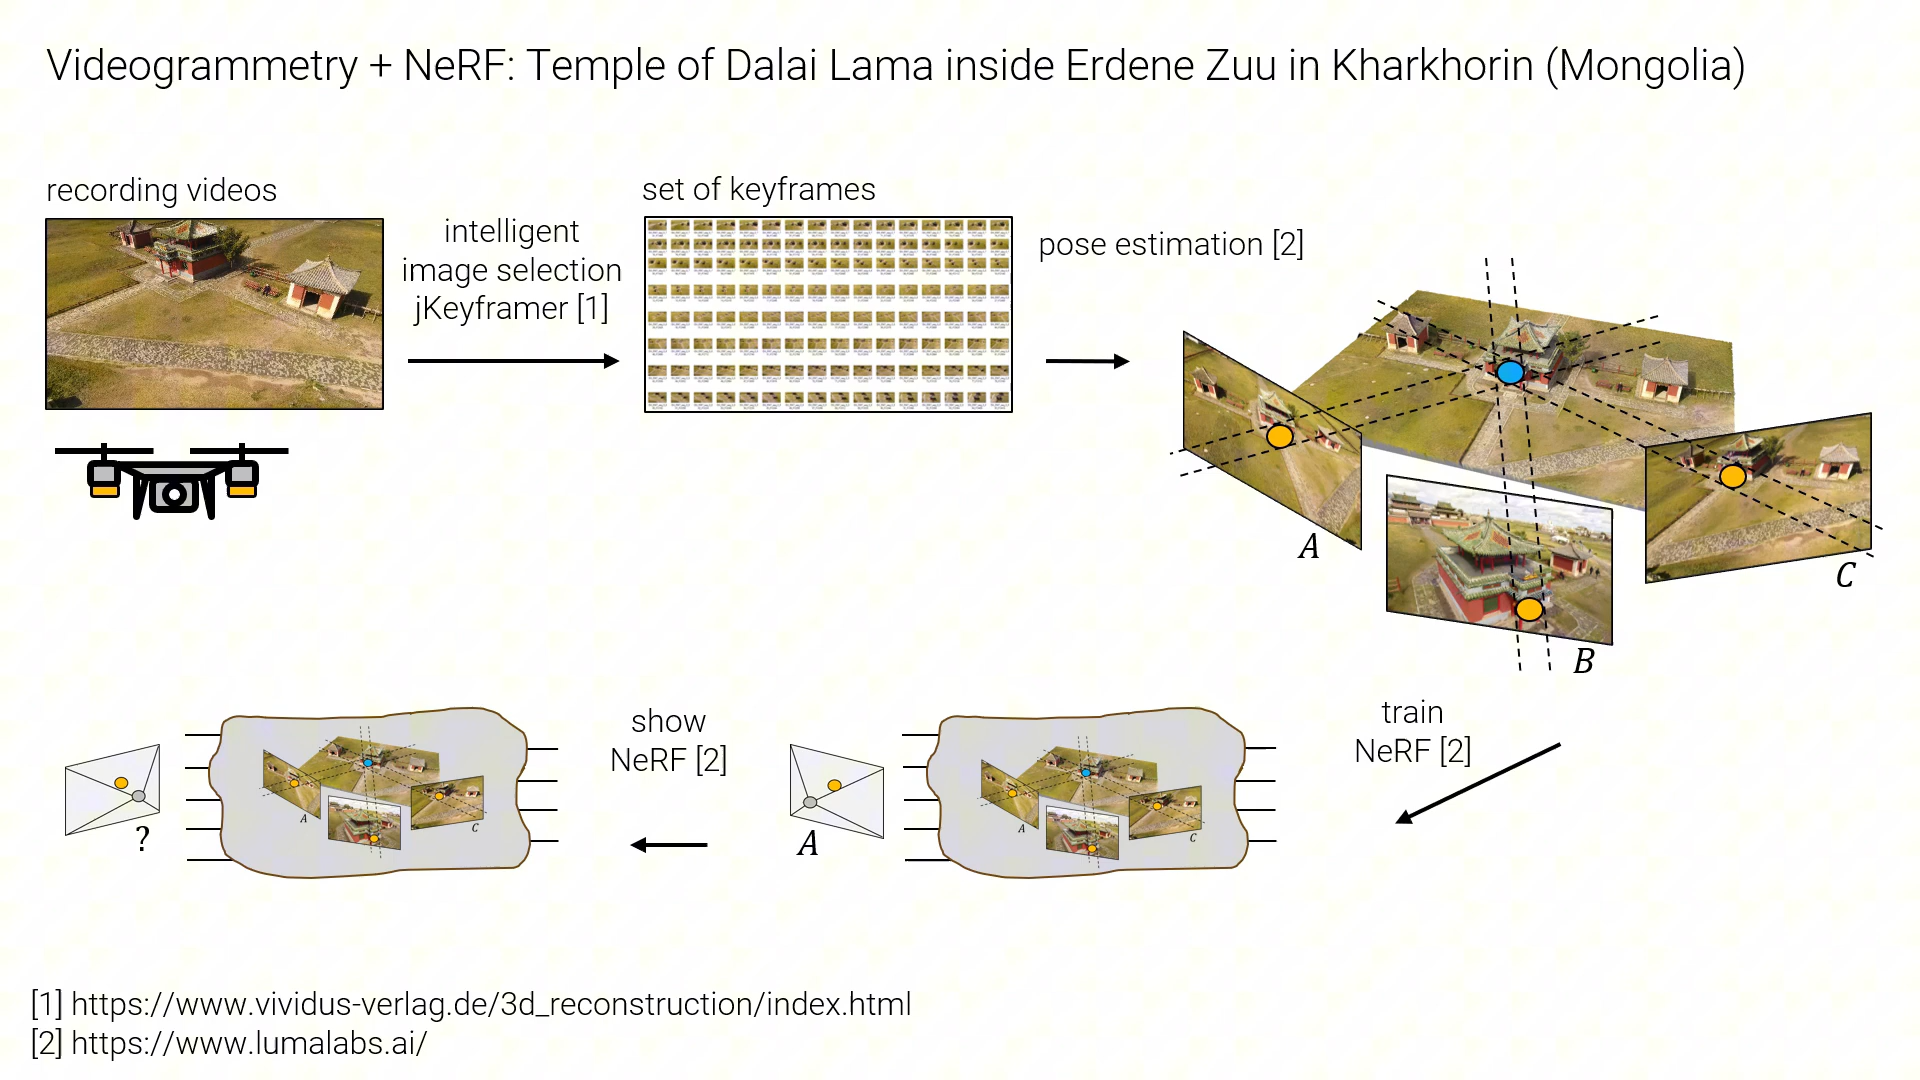 Videogrammetry + NeRF: Temple of Dalai Lama inside Erdene Zuu in Kharkhorin (Mongolia)
recording videos
intelligent
image selection
jKeyframer [1]
set of keyframes
pose estimation [2]
A
B
C
train
NeRF [2]
A
A
C
show
NeRF [2]
?
A
C
[1] https://www.vividus-verlag.de/3d_reconstruction/index.html
[2] https://www.lumalabs.ai/